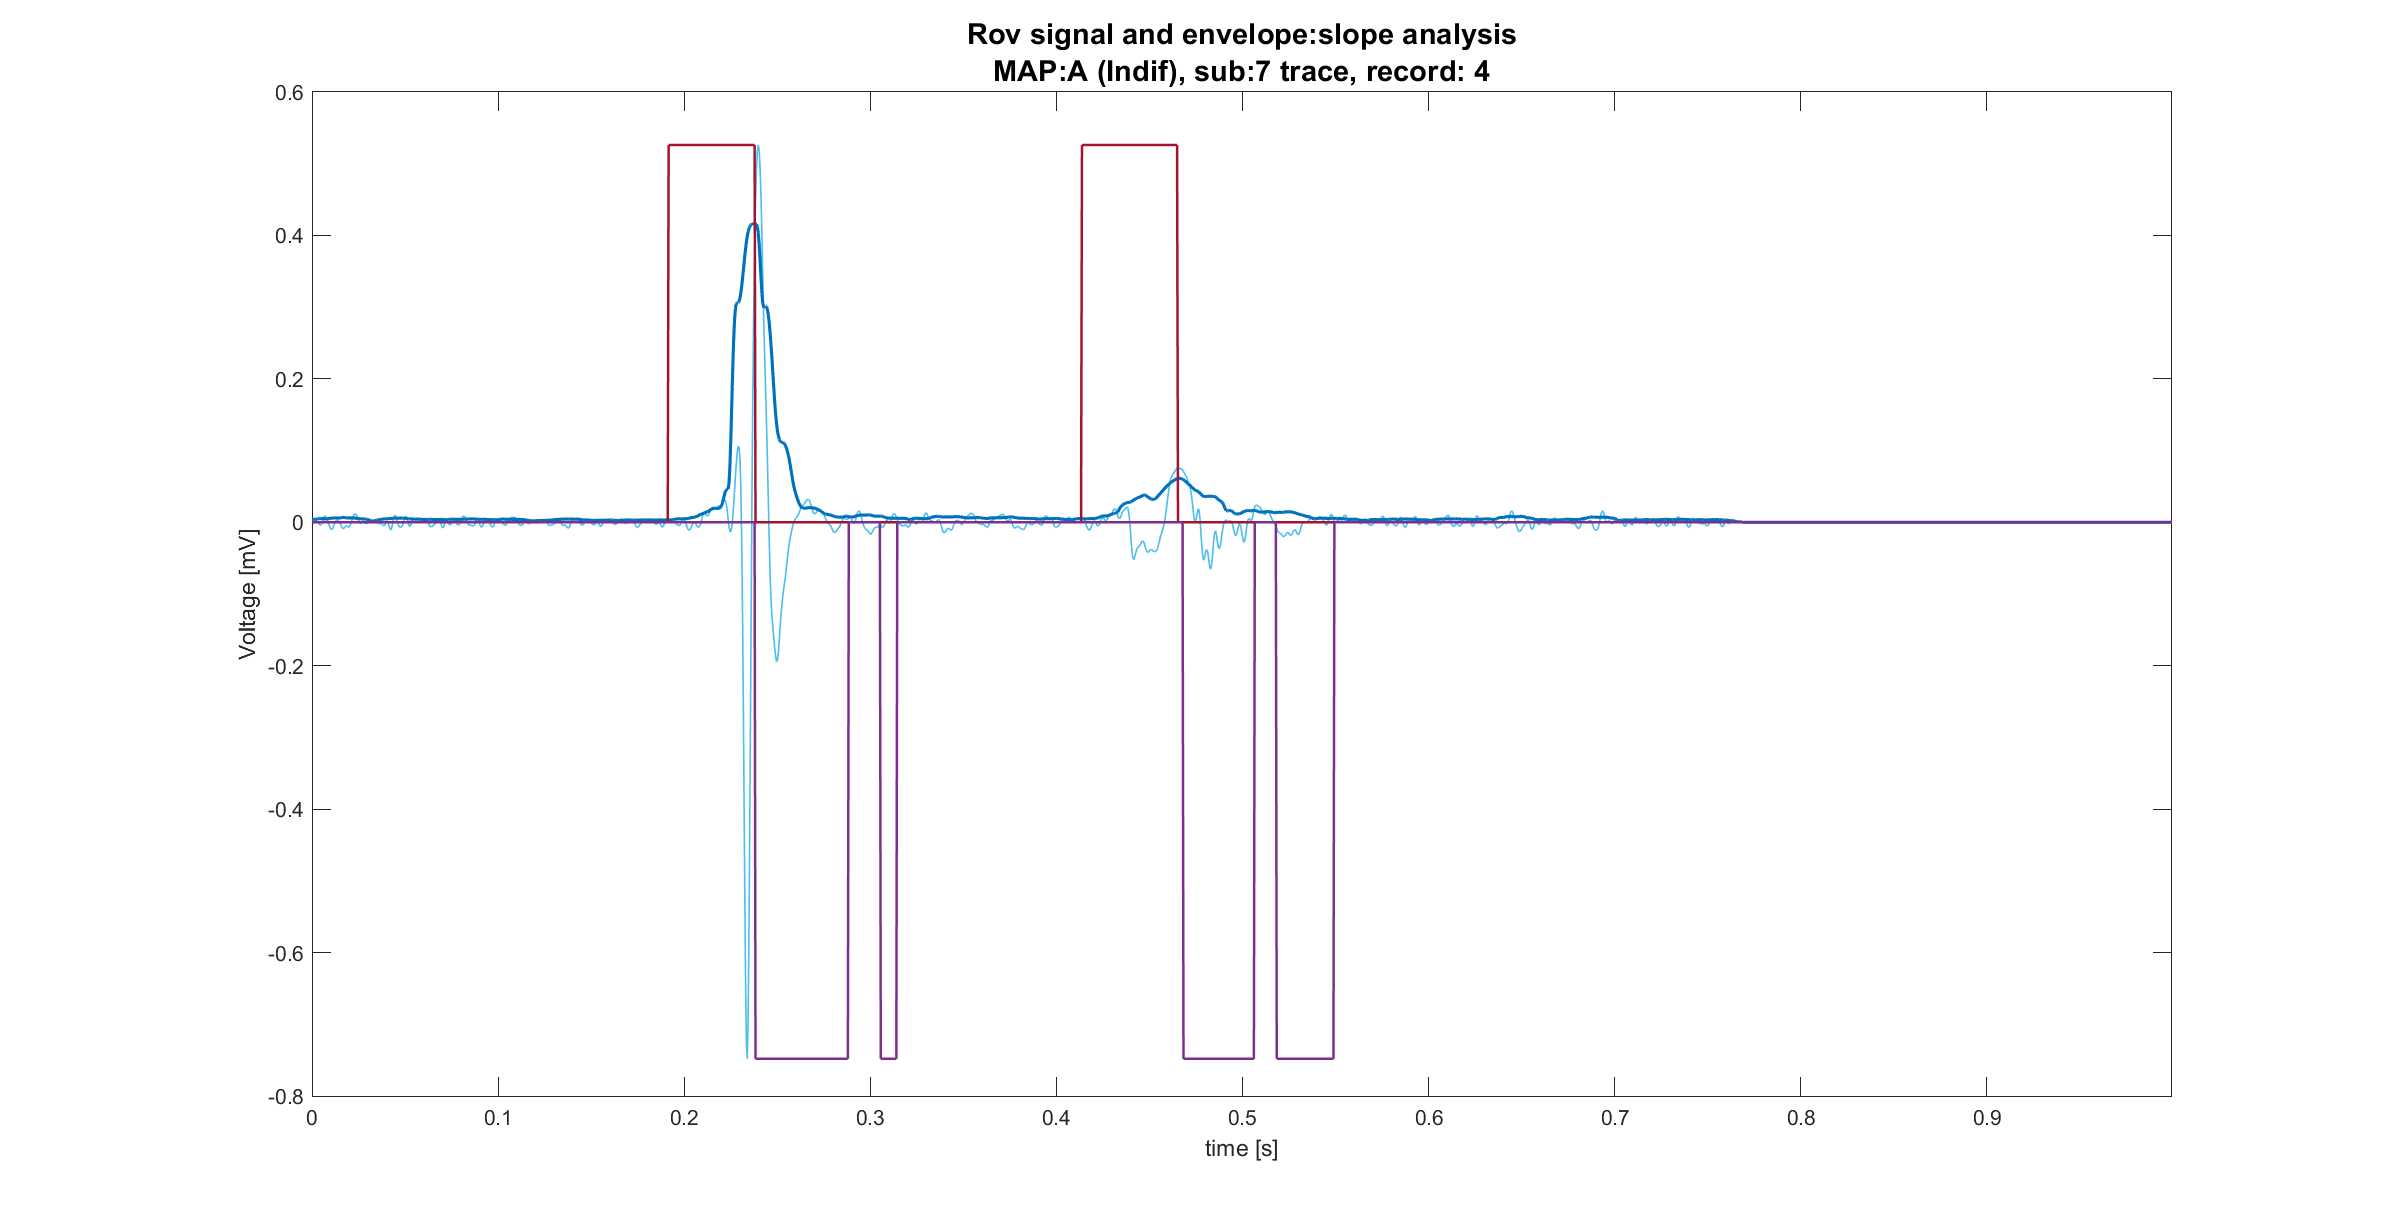 Rov signal and envelope:slope analysis
MAP:A (Indif), sub:7 trace, record: 4
0.6
0.4
0.2
0
-0.2
-0.4
-0.6
-0.8
Voltage [mV]
0 0.1 0.2 0.3 0.4 0.5 0.6 0.7 0.8 0.9
time [s]